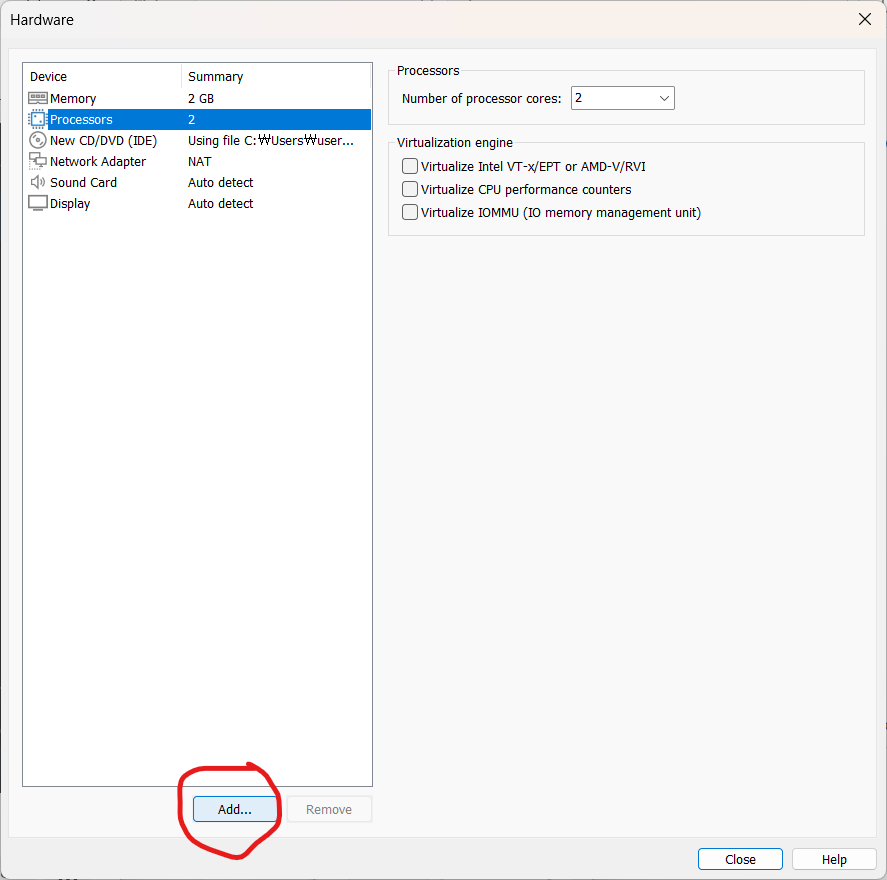 Hardware
Device Summary
Memory 2 GB
Processors 2
New CD/DVD (IDE) Using file C:₩Users₩user...
Network Adapter NAT
Sound Card Auto detect
Display Auto detect
Add... Remove
Processors
Number of processor cores: 2
Virtualization engine
Virtualize Intel VT-x/EPT or AMD-V/RVI
Virtualize CPU performance counters
Virtualize IOMMU (IO memory management unit)
Close Help